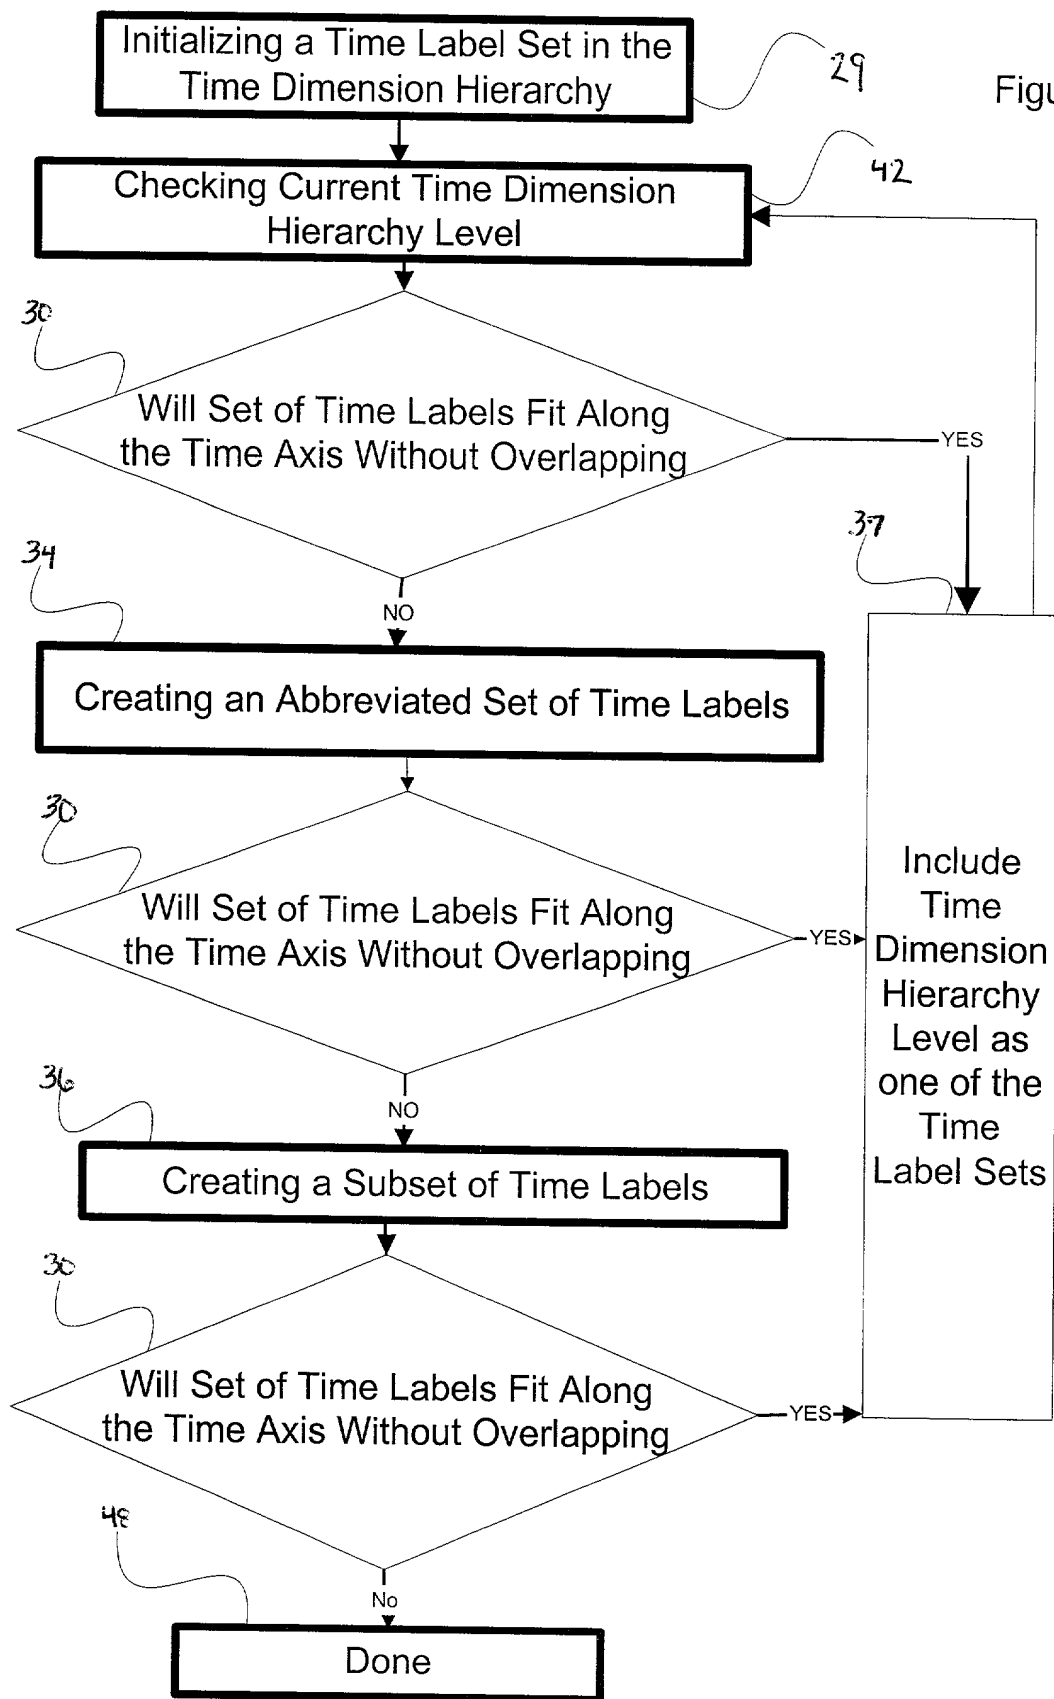 Initializing a Time Label Set in the
Time Dimension Hierarchy
29
Figu
42
Checking Current Time Dimension
Hierarchy Level
30
Will Set of Time Labels Fit Along
the Time Axis Without Overlapping
YES
37
34
NO
Creating an Abbreviated Set of Time Labels
30
Will Set of Time Labels Fit Along
the Time Axis Without Overlapping
YES
Include
Time
Dimension
Hierarchy
Level as
one of the
Time
Label Sets
36
NO
Creating a Subset of Time Labels
30
Will Set of Time Labels Fit Along
the Time Axis Without Overlapping
YES
48
No
Done